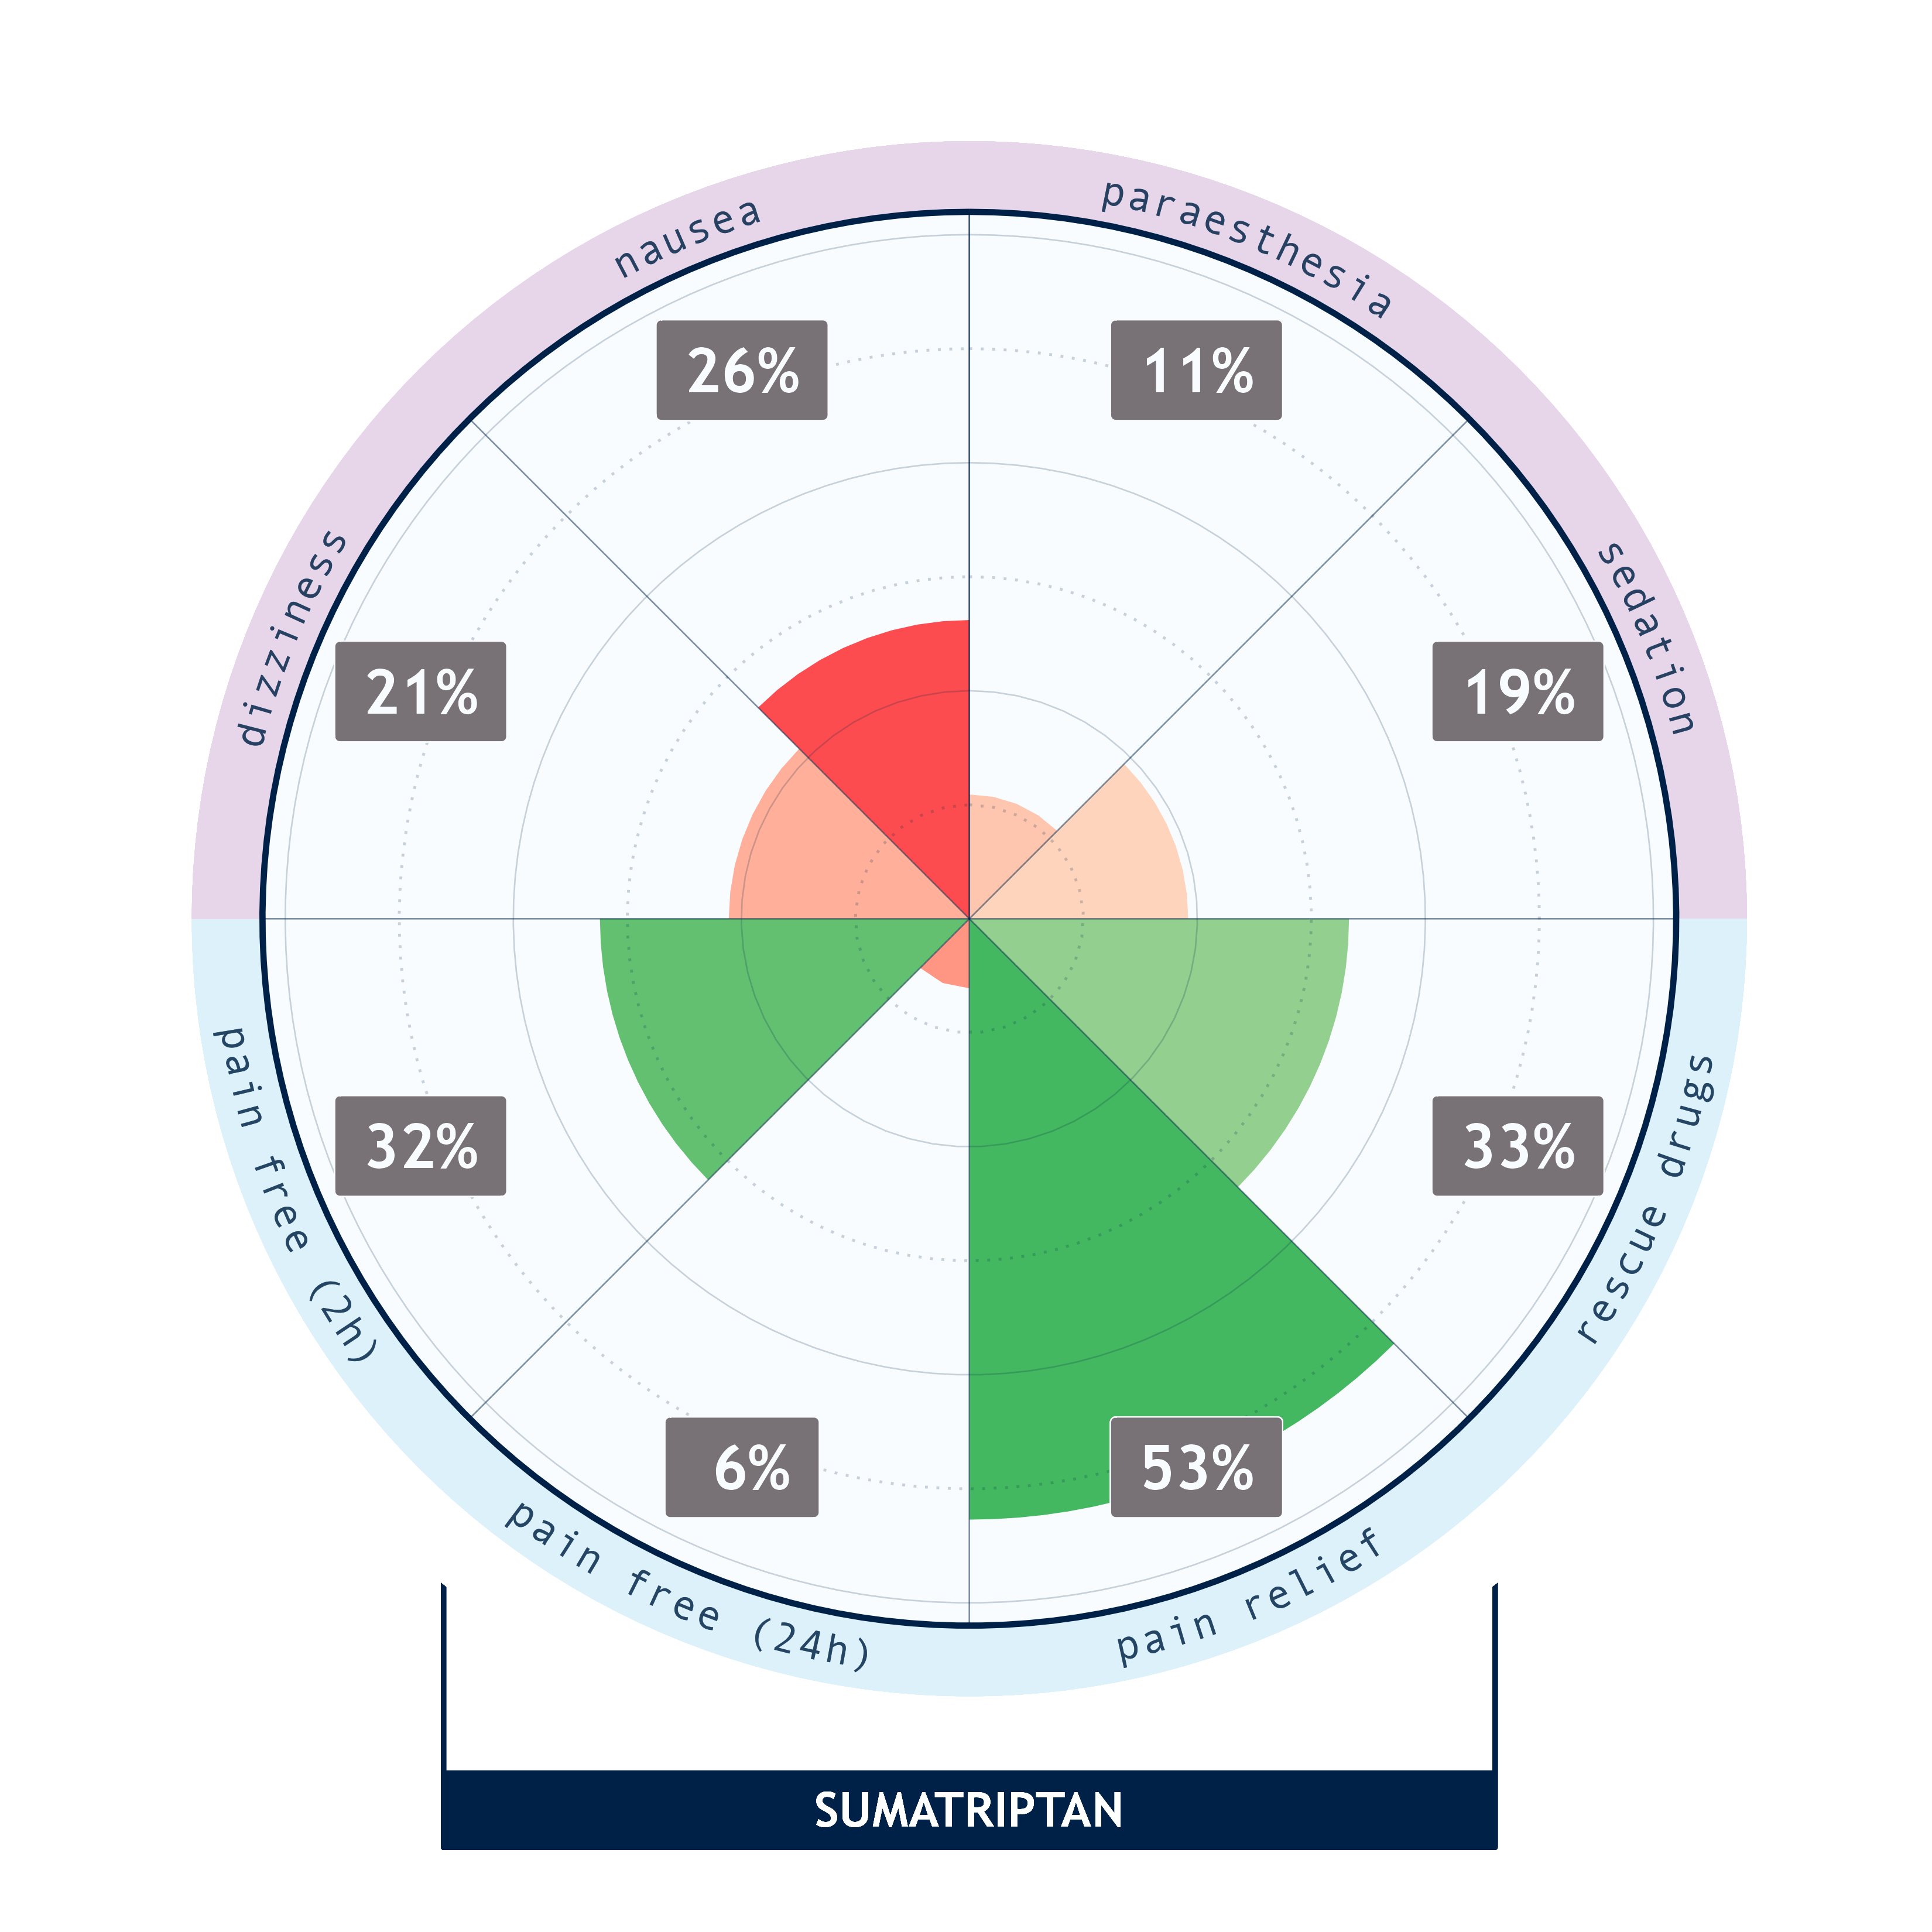 nausea
paraesthesia
26%
11%
dizziness
sedation
21%
19%
pain free (2h)
rescue drugs
32%
33%
6%
53%
pain free (24h)
pain relief
SUMATRIPTAN